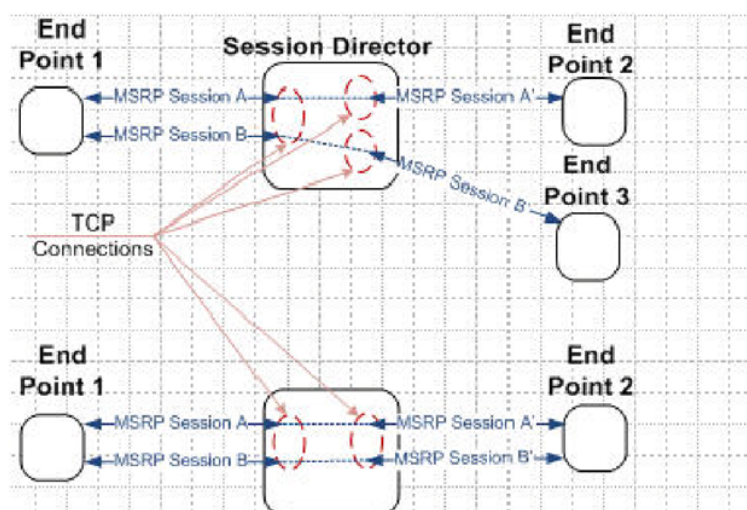 End
Point 1
Session Director
End
Point 2
MSRP Session A
MSRP Session A'
MSRP Session B
MSRP Session B
End
Point 3
TCP
Connections
End
Point 1
End
Point 2
MSRP Session A
MSRP Session A'
MSRP Session B
MSRP Session B'